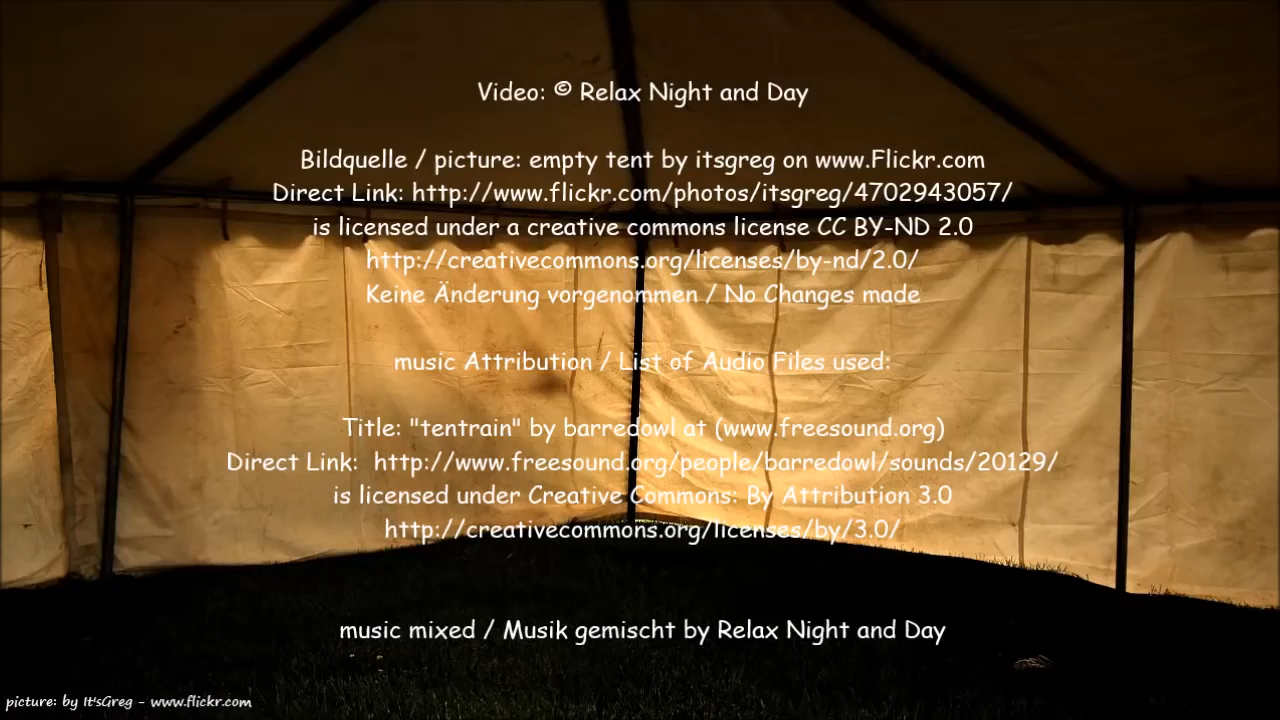 Video: © Relax Night and Day
Bildquelle / picture: empty tent by itsgreg on www.Flickr.com
Direct Link: http://www.flickr.com/photos/itsgreg/4702943057/
is licensed under a creative commons license CC BY-ND 2.0
http://creativecommons.org/licenses/by-nd/2.0/
Keine Änderung vorgenommen / No Changes made
music Attribution / List of Audio Files used:
Title: "tentrain" by barredowl at (www.freesound.org)
Direct Link:  http://www.freesound.org/people/barredowl/sounds/20129/
is licensed under Creative Commons: By Attribution 3.0
http://creativecommons.org/licenses/by/3.0/
music mixed / Musik gemischt by Relax Night and Day
picture: by It'sGreg - www.flickr.com